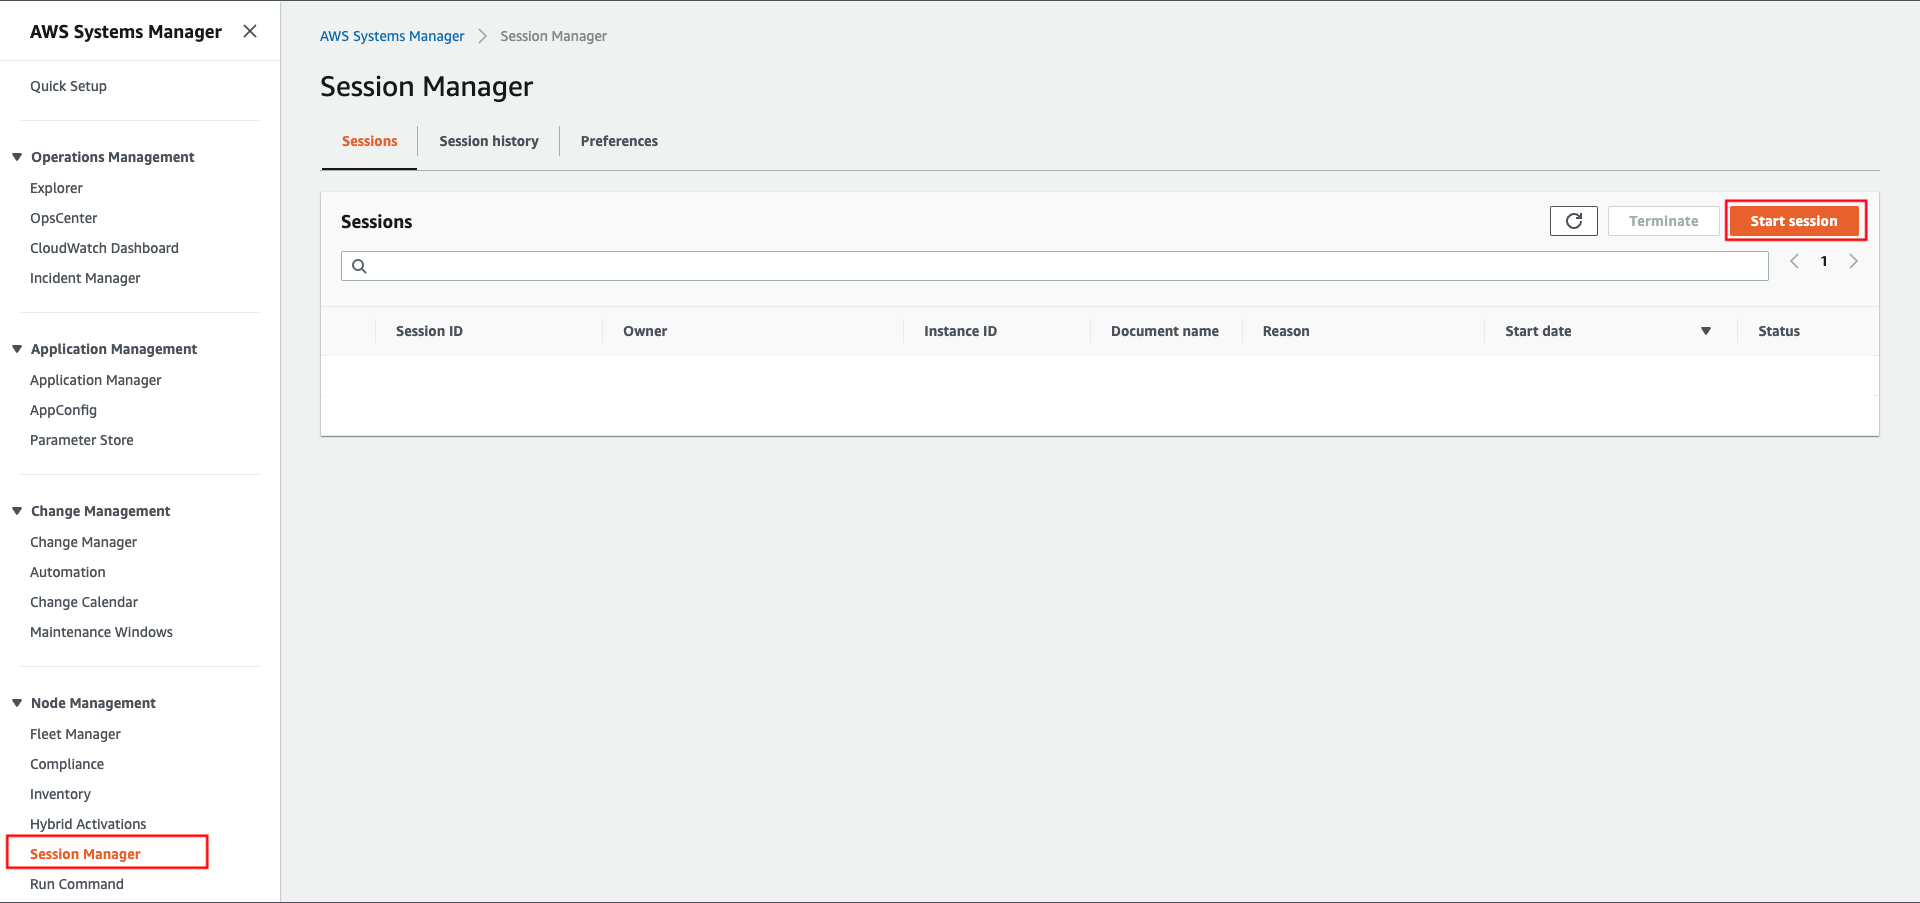 AWS Systems Manager
Quick Setup
Operations Management
Explorer
OpsCenter
CloudWatch Dashboard
Incident Manager
Application Management
Application Manager
AppConfig
Parameter Store
Change Management
Change Manager
Automation
Change Calendar
Maintenance Windows
Node Management
Fleet Manager
Compliance
Inventory
Hybrid Activations
Session Manager
Run Command
AWS Systems Manager Session Manager
Session Manager
Sessions Session history Preferences
Sessions Terminate Start session
1
Session ID Owner Instance ID Document name Reason Start date Status